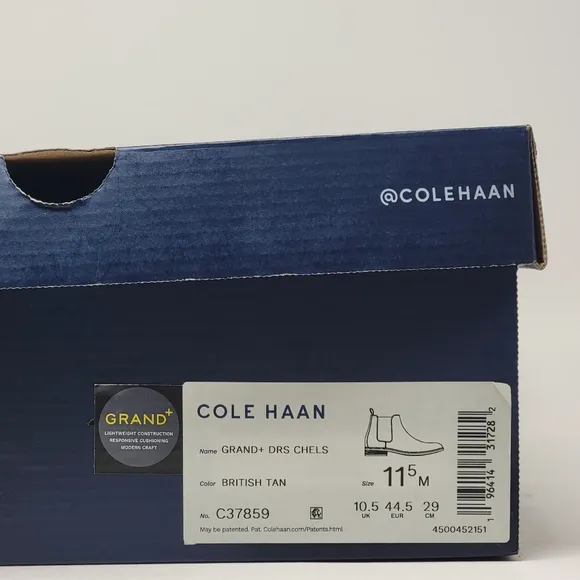 @COLEHAAN
GRAND+
LIGHTWEIGHT CONSTRUCTION
RESPONSIVE CUSHIONING
MODERN CRAFT
COLE HAAN
Name GRAND+ DRS CHELS
Color BRITISH TAN
Size 11⁵ M
No. C37859
10.5 44.5 29
UK EUR CM
May be patented. Pat. Colehaan.com/Patents.html
4500452151
1 96414 31728 2